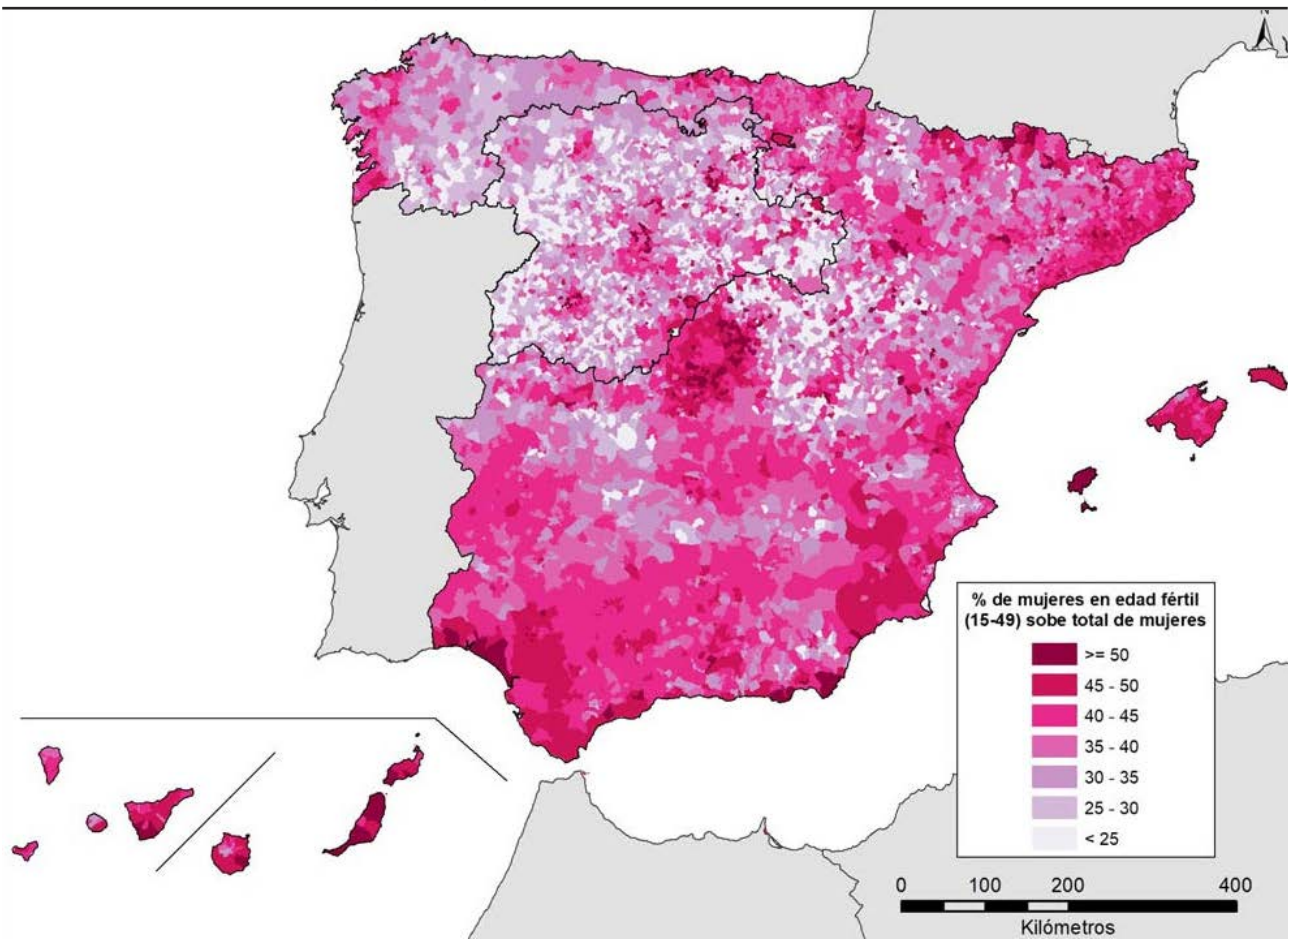 N
% de mujeres en edad fértil
(15-49) sobe total de mujeres
>= 50
45 - 50
40 - 45
35 - 40
30 - 35
25 - 30
< 25
0 100 200 400
Kilómetros